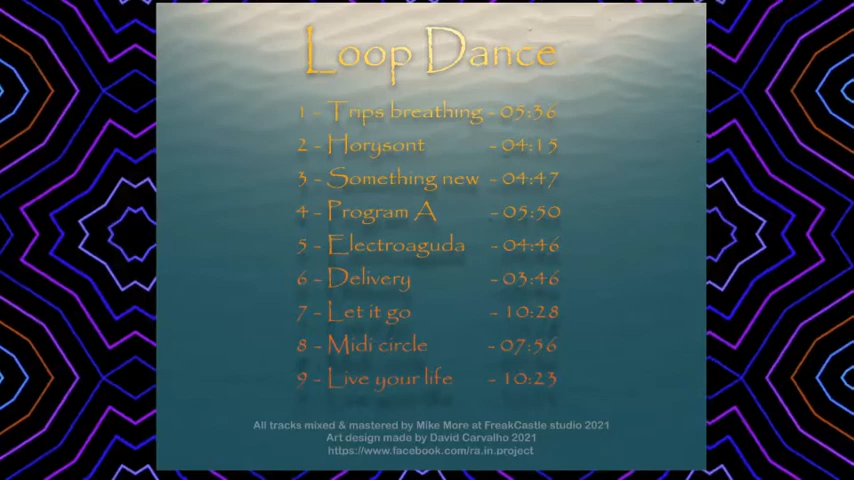 Loop Dance
1 - Trips breathing - 05:36
2 - Horysont - 04:15
3 - Something new - 04:47
4 - Program A - 05:50
5 - Electroaguda - 04:46
6 - Delivery - 03:46
7 - Let it go - 10:28
8 - Midi circle - 07:56
9 - Live your life - 10:23
All tracks mixed & mastered by Mike More at FreakCastle studio 2021
Art design made by David Carvalho 2021
https://www.facebook.com/ra.in.project